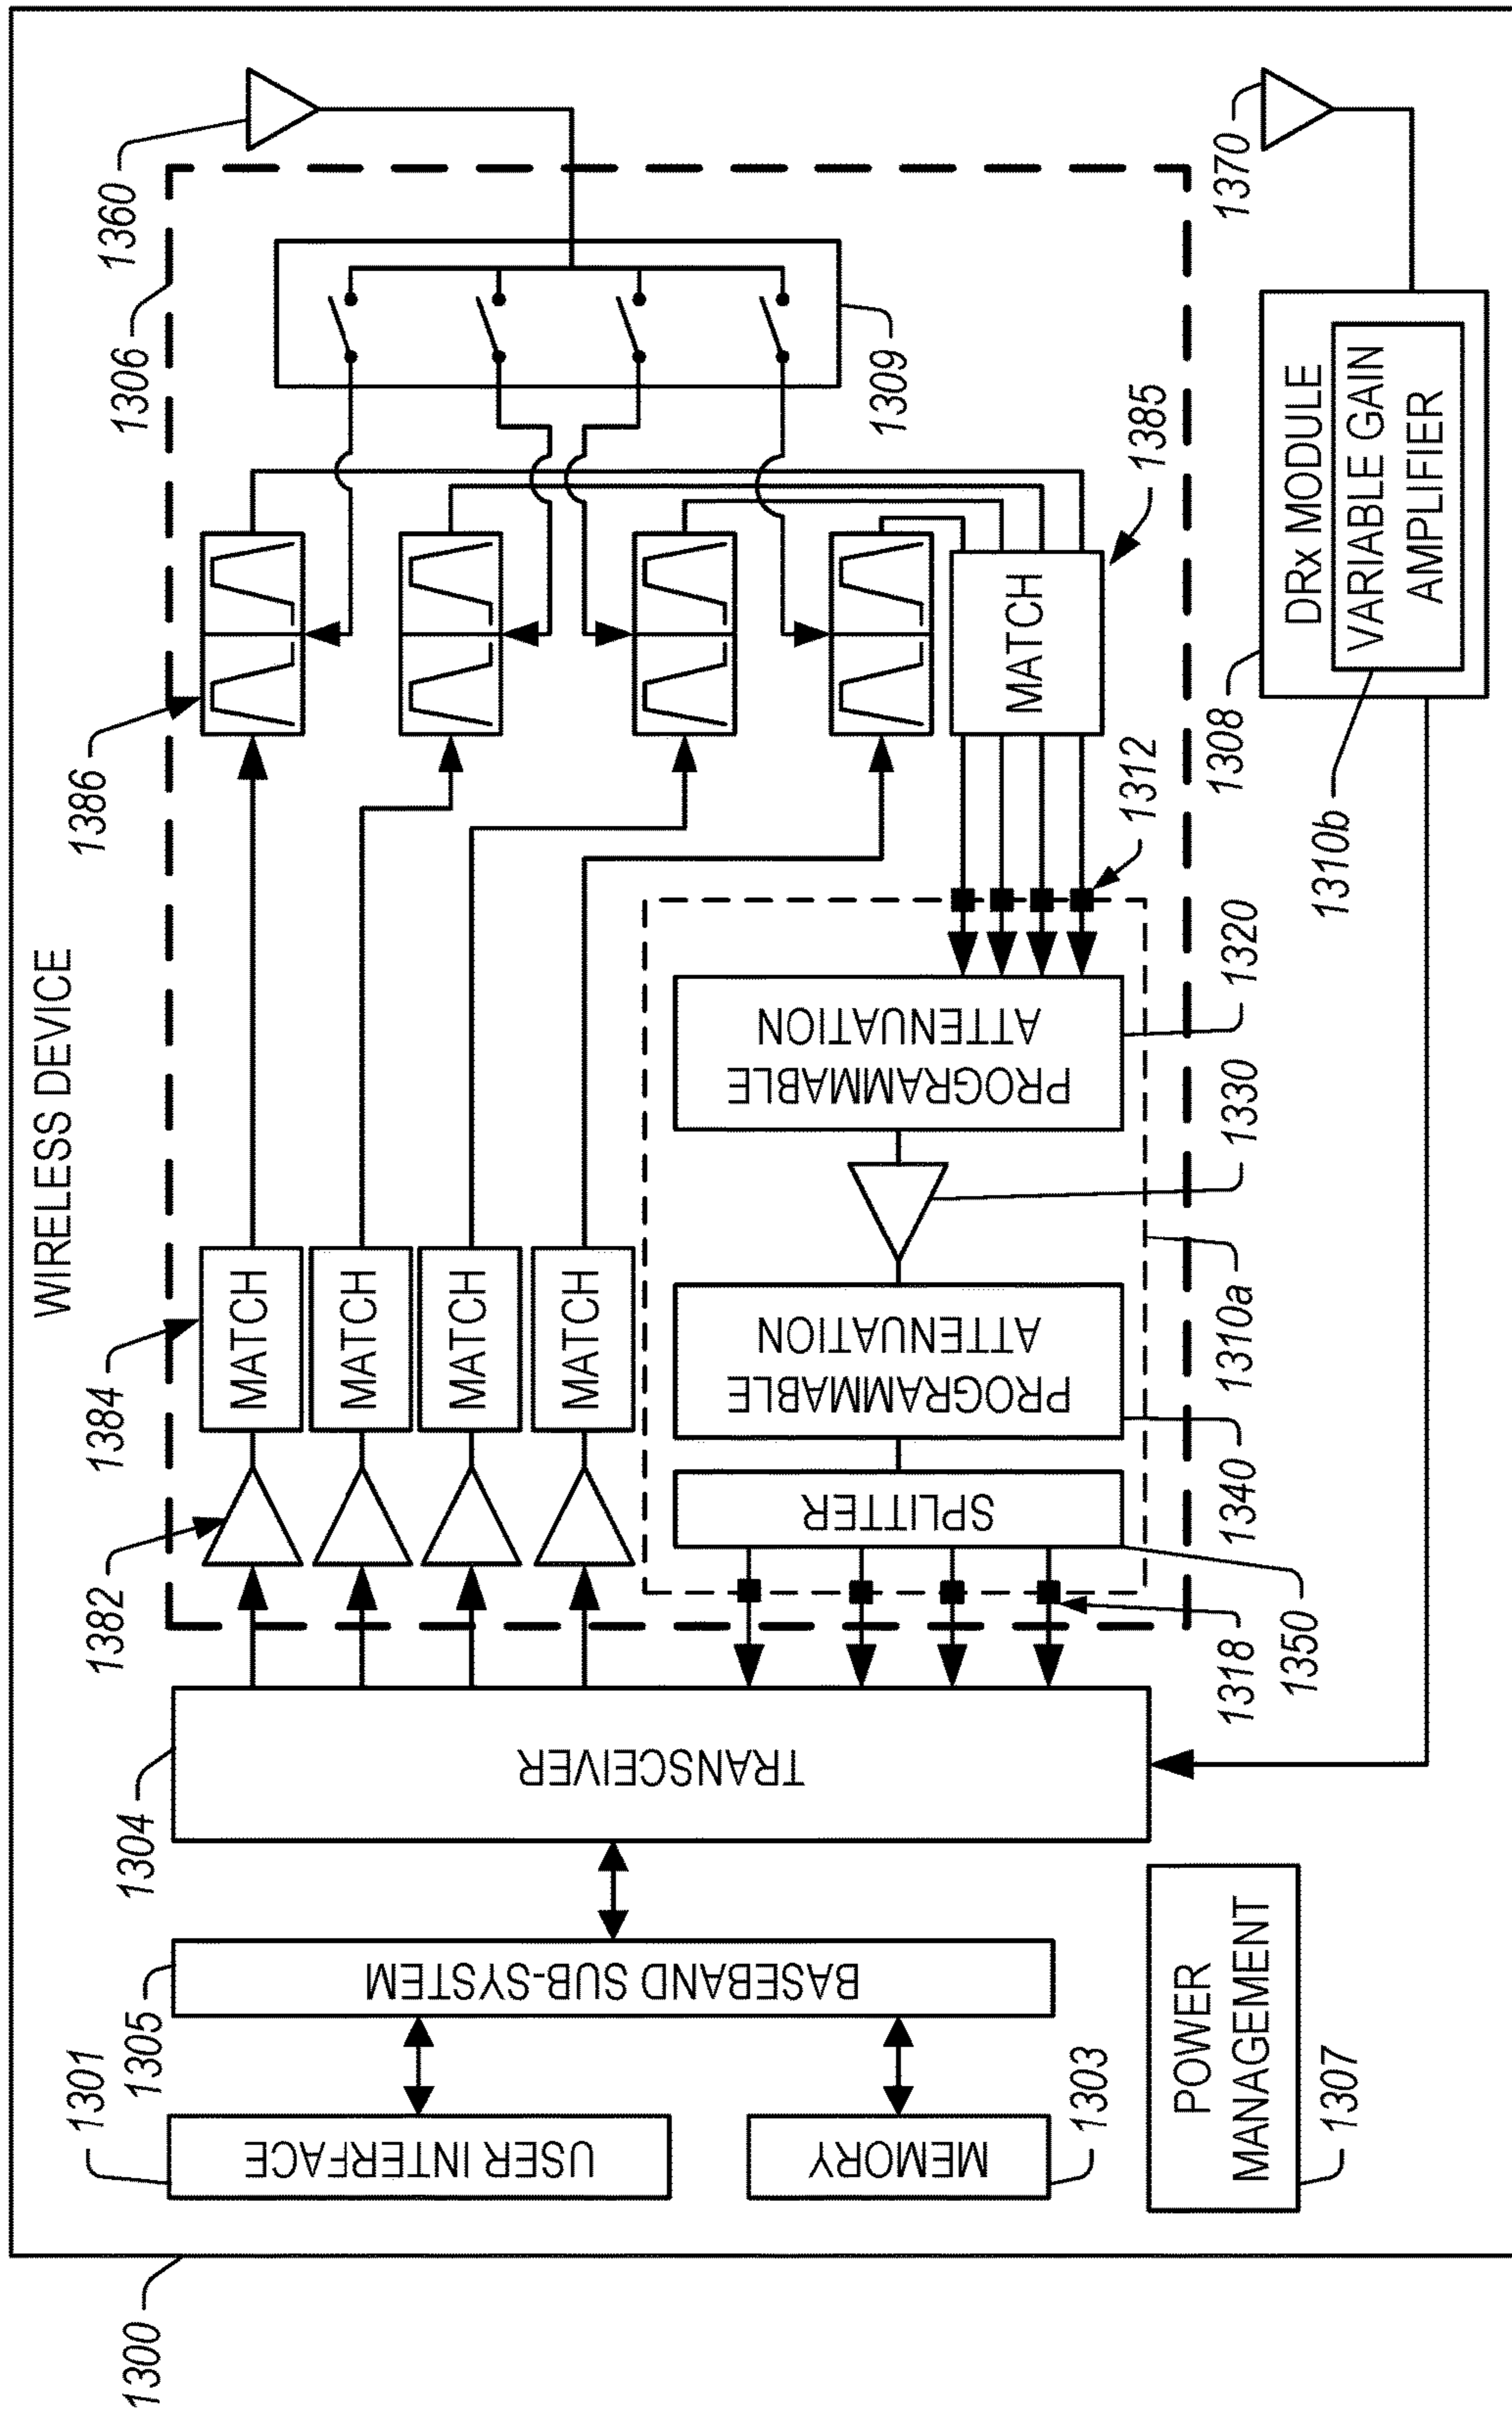 WIRELESS DEVICE
1300
1301
USER INTERFACE
1303
MEMORY
1305
BASEBAND SUB-SYSTEM
1307
POWER
MANAGEMENT
1304
TRANSCEIVER
1382
1384
MATCH
MATCH
MATCH
MATCH
1386
1306
1360
1309
1385
MATCH
1312
1320
PROGRAMMABLE
ATTENUATION
1330
1310a
PROGRAMMABLE
ATTENUATION
1340
SPLITTER
1350
1318
1308
DRx MODULE
VARIABLE GAIN
AMPLIFIER
1310b
1370